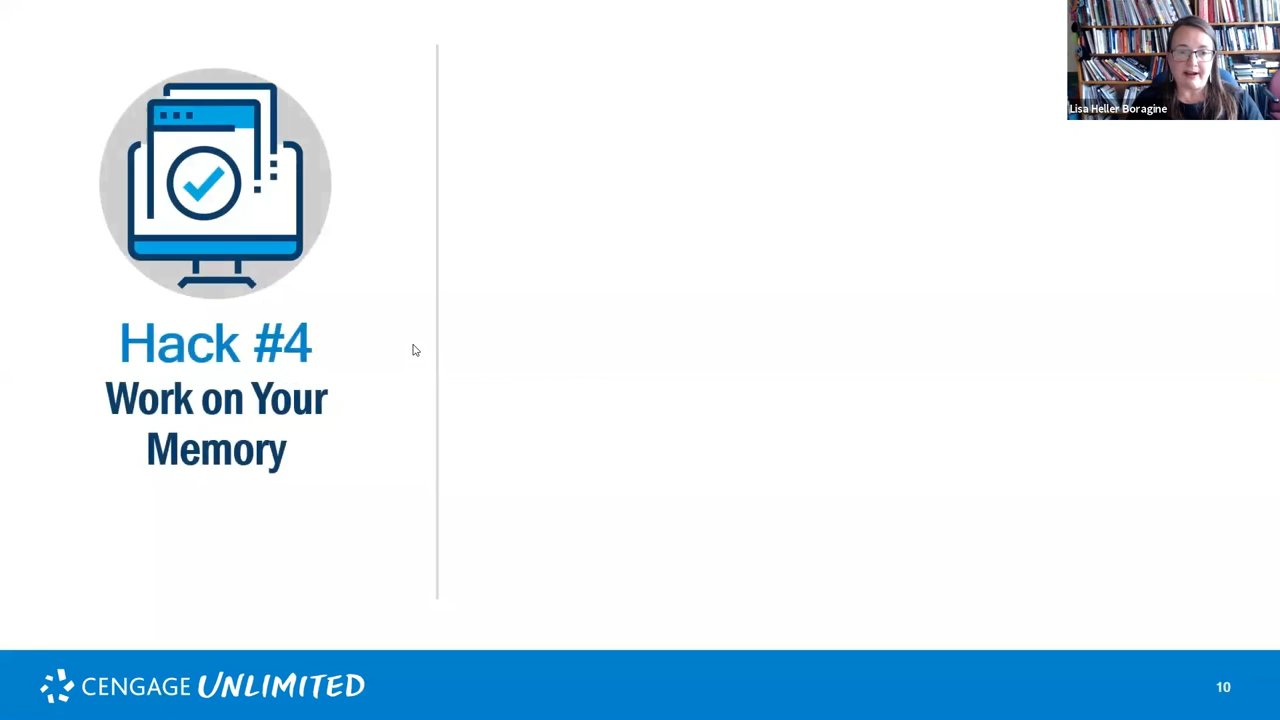 Lisa Heller Boragine
Hack #4
Work on Your
Memory
CENGAGE UNLIMITED
10